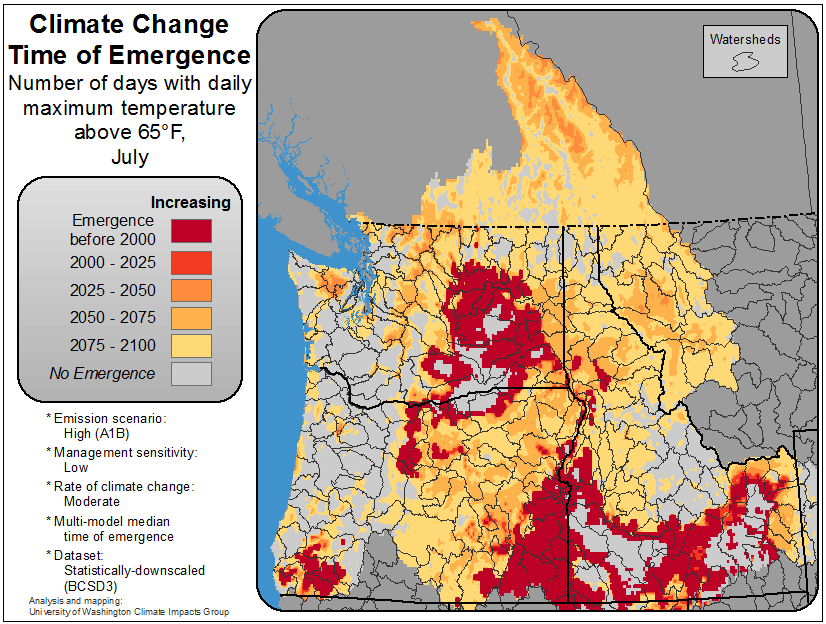 Climate Change
Time of Emergence
Number of days with daily
maximum temperature
above 65°F,
July
Watersheds
Increasing
Emergence
before 2000
2000 - 2025
2025 - 2050
2050 - 2075
2075 - 2100
No Emergence
* Emission scenario:
High (A1B)
* Management sensitivity:
Low
* Rate of climate change:
Moderate
* Multi-model median
time of emergence
* Dataset:
Statistically-downscaled
(BCSD3)
Analysis and mapping:
University of Washington Climate Impacts Group